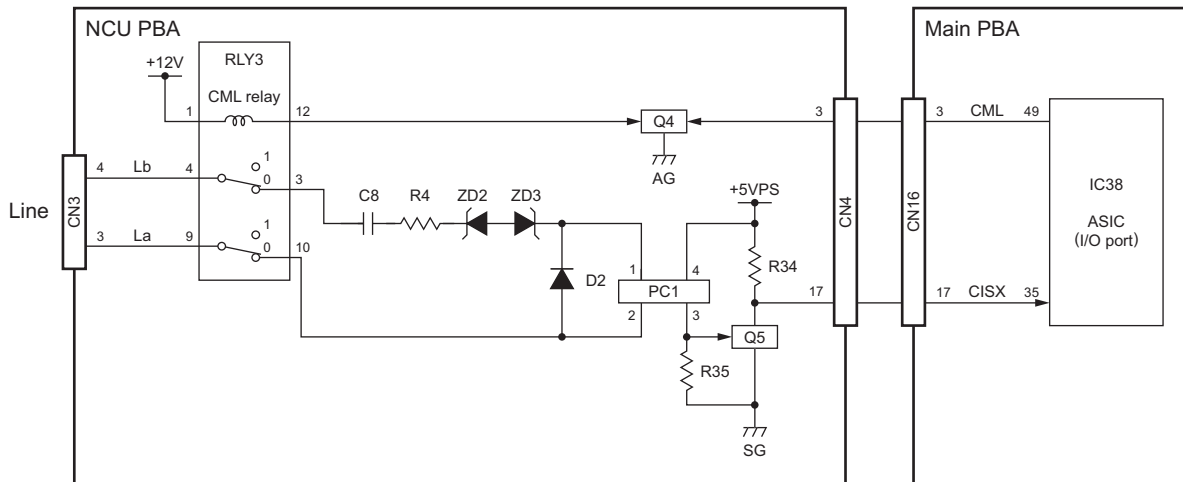 NCU PBA
Main PBA
+12V
RLY3
CML relay
1
12
Q4
AG
3
3
CML
49
Line
CN3
4
Lb
4
1
0
3
3
La
9
1
0
10
C8
R4
ZD2
ZD3
D2
1
4
PC1
2
3
+5VPS
R34
R35
Q5
SG
17
CN4
CN16
17
CISX
35
IC38
ASIC
(I/O port)